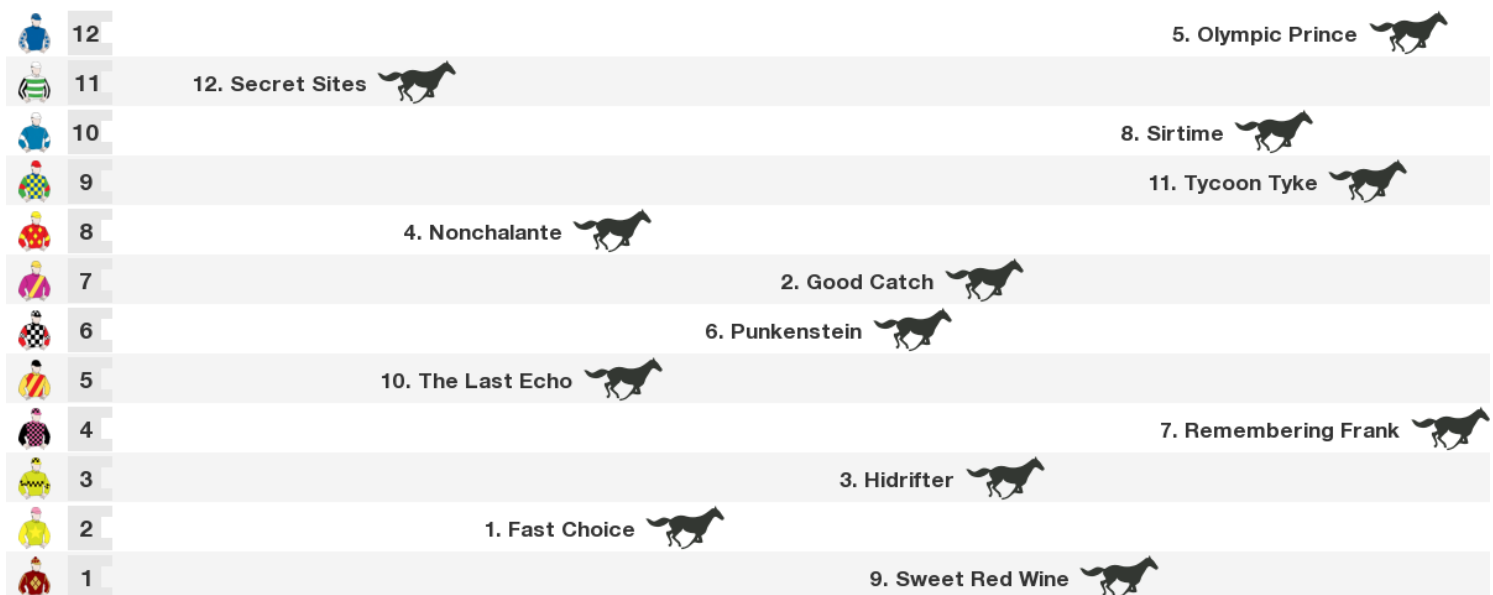 12 5. Olympic Prince
11 12. Secret Sites
10 8. Sirtime
9 11. Tycoon Tyke
8 4. Nonchalante
7 2. Good Catch
6 6. Punkenstein
5 10. The Last Echo
4 7. Remembering Frank
3 3. Hidrifter
2 1. Fast Choice
1 9. Sweet Red Wine